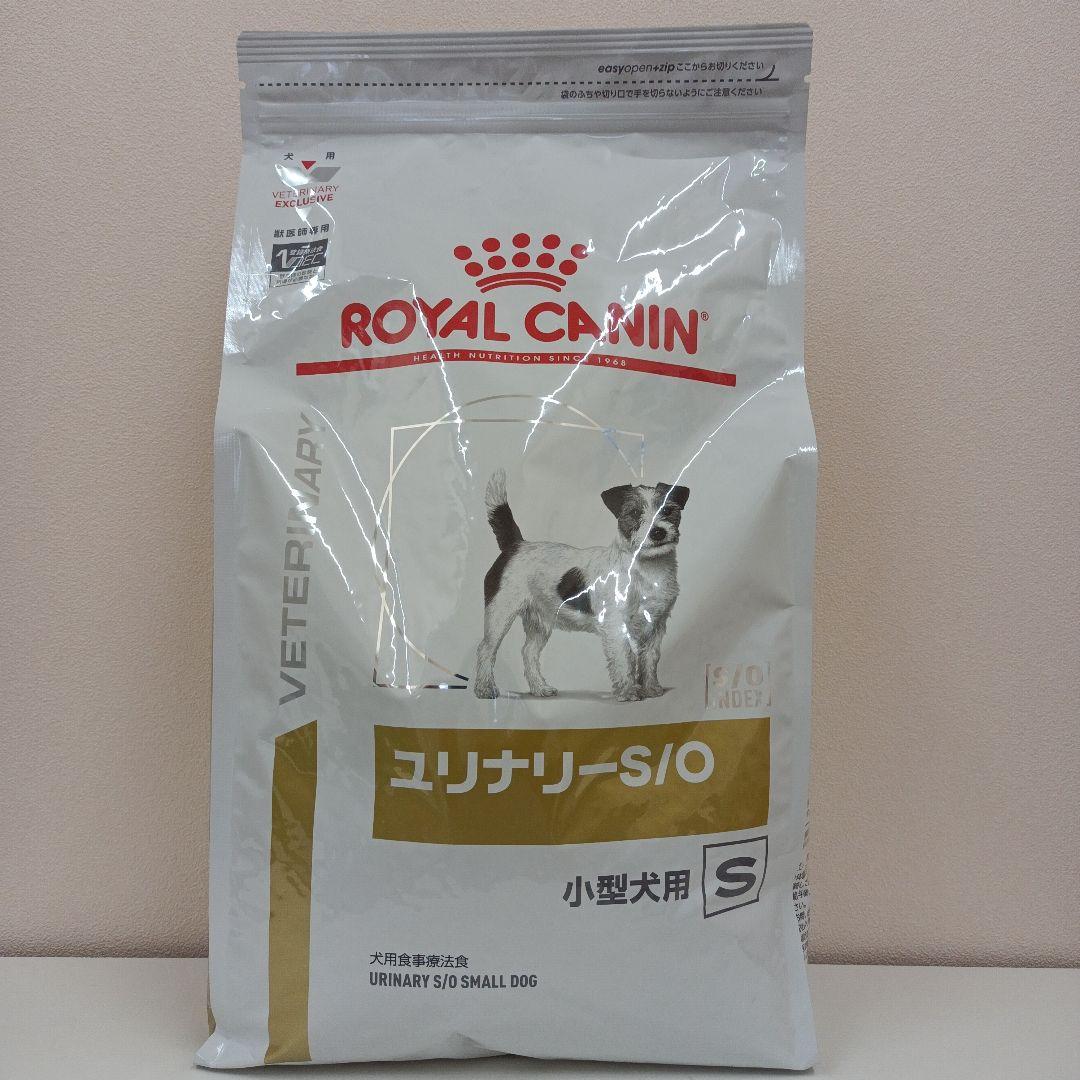 easyopen+zip ここからお切りください
袋のふちや切り口で手を切らないようにご注意ください
犬 用
VETERINARY
EXCLUSIVE
獣医師専用
ROYAL CANIN®
HEALTH NUTRITION SINCE 1968
VETERINARY
S/O
INDEX
ユリナリーS/O
小型犬用 S
犬用食事療法食
URINARY S/O SMALL DOG